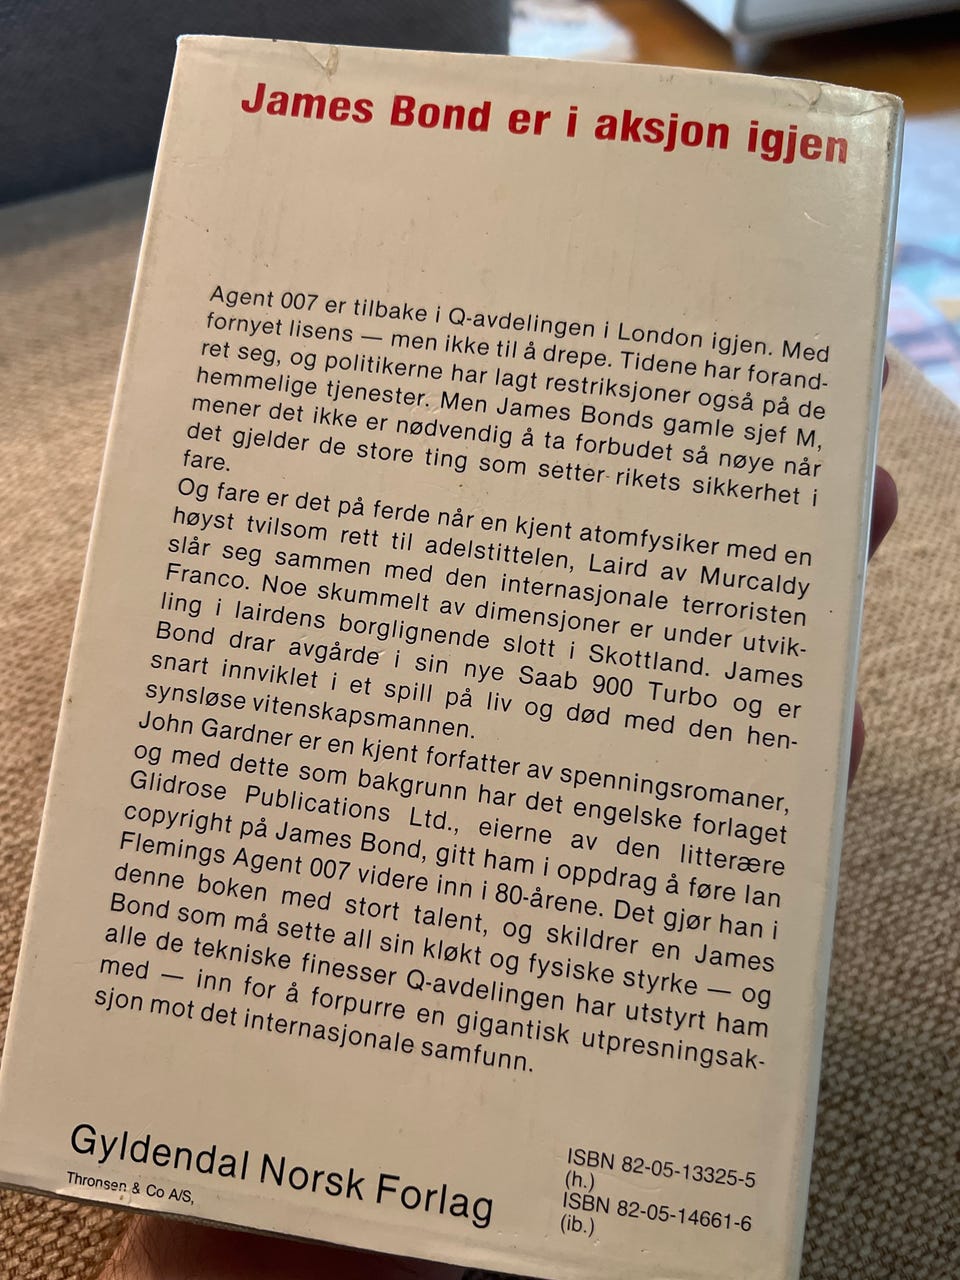 James Bond er i aksjon igjen
Agent 007 er tilbake i Q-avdelingen i London igjen. Med
fornyet lisens — men ikke til å drepe. Tidene har forand-
ret seg, og politikerne har lagt restriksjoner også på de
hemmelige tjenester. Men James Bonds gamle sjef M,
mener det ikke er nødvendig å ta forbudet så nøye når
det gjelder de store ting som setter rikets sikkerhet i
fare.
Og fare er det på ferde når en kjent atomfysiker med en
høyst tvilsom rett til adelstittelen, Laird av Murcaldy
slår seg sammen med den internasjonale terroristen
Franco. Noe skummelt av dimensjoner er under utvik-
ling i lairdens borglignende slott i Skottland. James
Bond drar avgårde i sin nye Saab 900 Turbo og er
snart innviklet i et spill på liv og død med den hen-
synsløse vitenskapsmannen.
John Gardner er en kjent forfatter av spenningsromaner,
og med dette som bakgrunn har det engelske forlaget
Glidrose Publications Ltd., eierne av den litterære
copyright på James Bond, gitt ham i oppdrag å føre Ian
Flemings Agent 007 videre inn i 80-årene. Det gjør han i
denne boken med stort talent, og skildrer en James
Bond som må sette all sin kløkt og fysiske styrke — og
alle de tekniske finesser Q-avdelingen har utstyrt ham
med — inn for å forpurre en gigantisk utpresningsak-
sjon mot det internasjonale samfunn.
Gyldendal Norsk Forlag
Thronsen & Co A/S,
ISBN 82-05-13325-5
(h.)
ISBN 82-05-14661-6
(ib.)